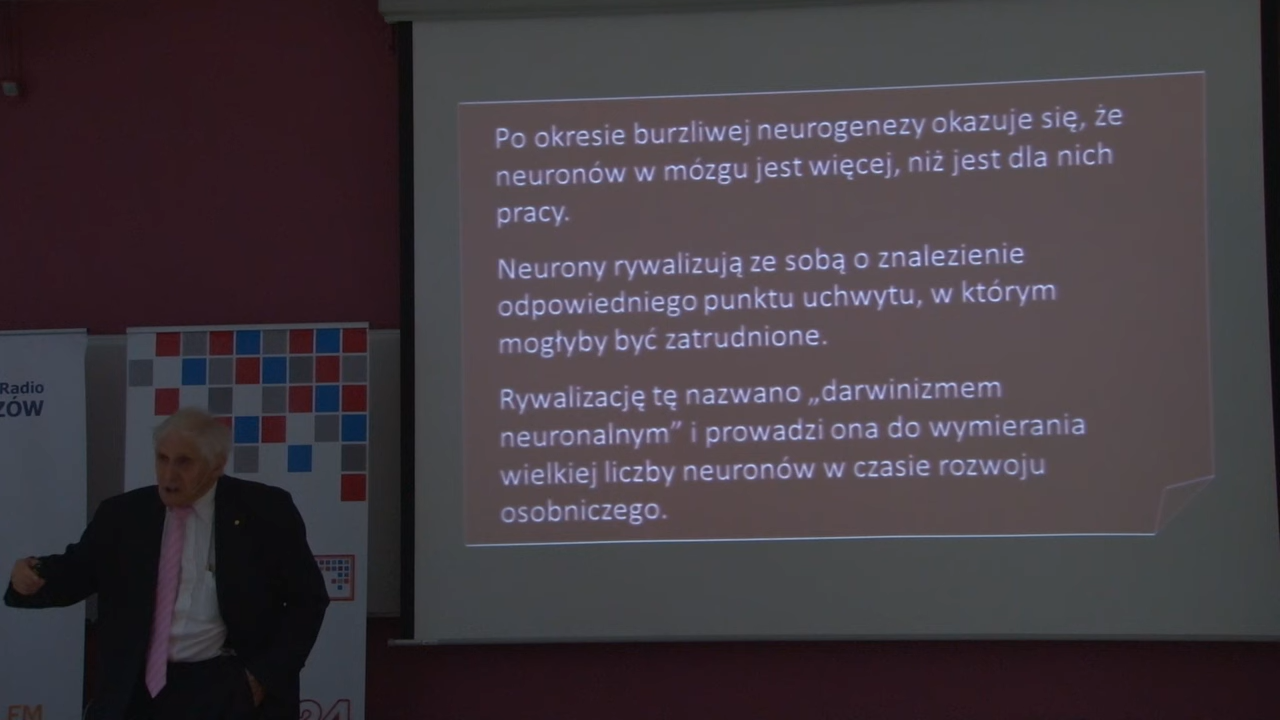 Po okresie burzliwej neurogenezy okazuje się, że
neuronów w mózgu jest więcej, niż jest dla nich
pracy.
Neurony rywalizują ze sobą o znalezienie
odpowiedniego punktu uchwytu, w którym
mogłyby być zatrudnione.
Rywalizację tę nazwano „darwinizmem
neuronalnym” i prowadzi ona do wymierania
wielkiej liczby neuronów w czasie rozwoju
osobniczego.
Radio
ZÓW
FM
24